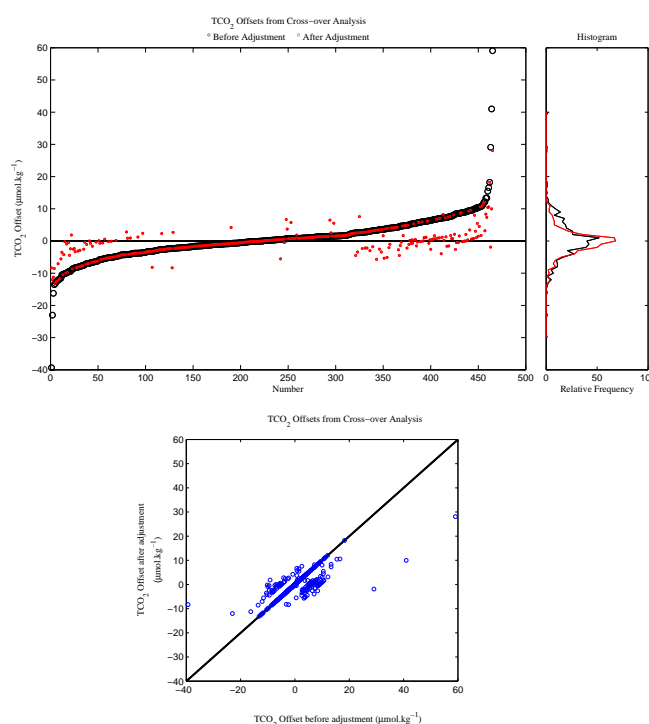 TCO2 Offsets from Cross−over Analysis
Before Adjustment After Adjustment
Histogram
60
50
40
30
20
10
0
−10
−20
−30
−40
TCO2 Offset (μmol.kg−1)
0 50 100 150 200 250 300 350 400 450 500
Number
0 50 100
Relative Frequency
TCO2 Offsets from Cross−over Analysis
60
50
40
30
20
10
0
−10
−20
−30
−40
TCO2 Offset after adjustment
(μmol.kg−1)
−40 −20 0 20 40 60
TCO2 Offset before adjustment (μmol.kg−1)